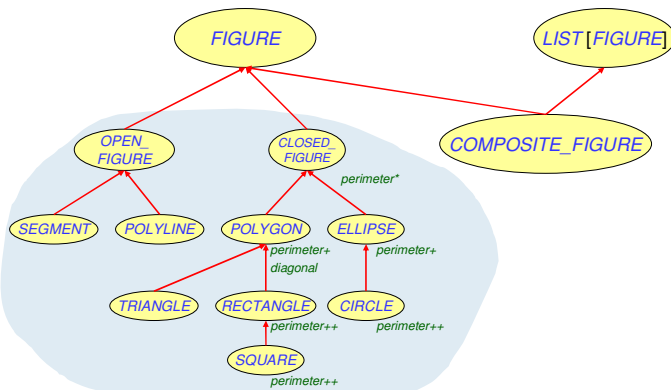 FIGURE
LIST [FIGURE]
OPEN_
FIGURE
CLOSED_
FIGURE
COMPOSITE_FIGURE
perimeter*
SEGMENT
POLYLINE
POLYGON
ELLIPSE
perimeter+
diagonal
perimeter+
TRIANGLE
RECTANGLE
CIRCLE
perimeter++
perimeter++
SQUARE
perimeter++